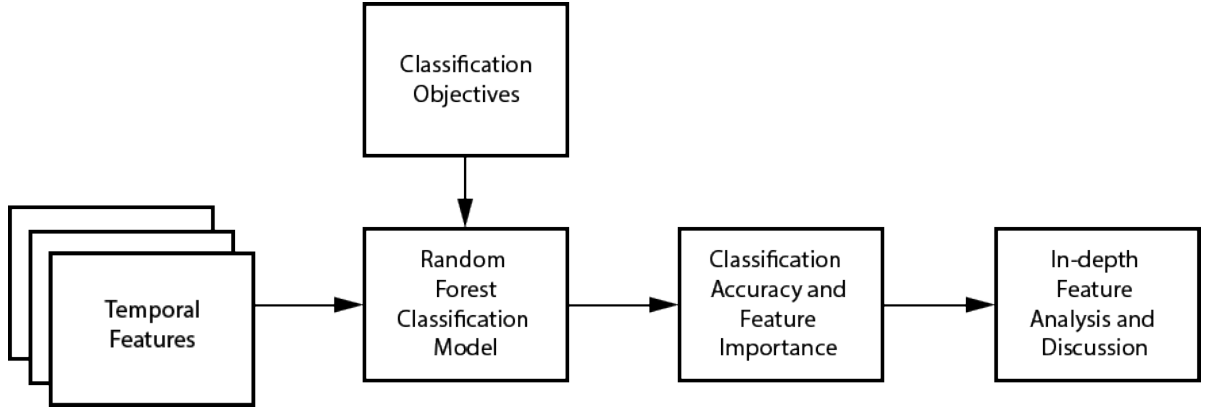 Classification
Objectives
Temporal
Features
Random
Forest
Classification
Model
Classification
Accuracy and
Feature
Importance
In-depth
Feature
Analysis and
Discussion